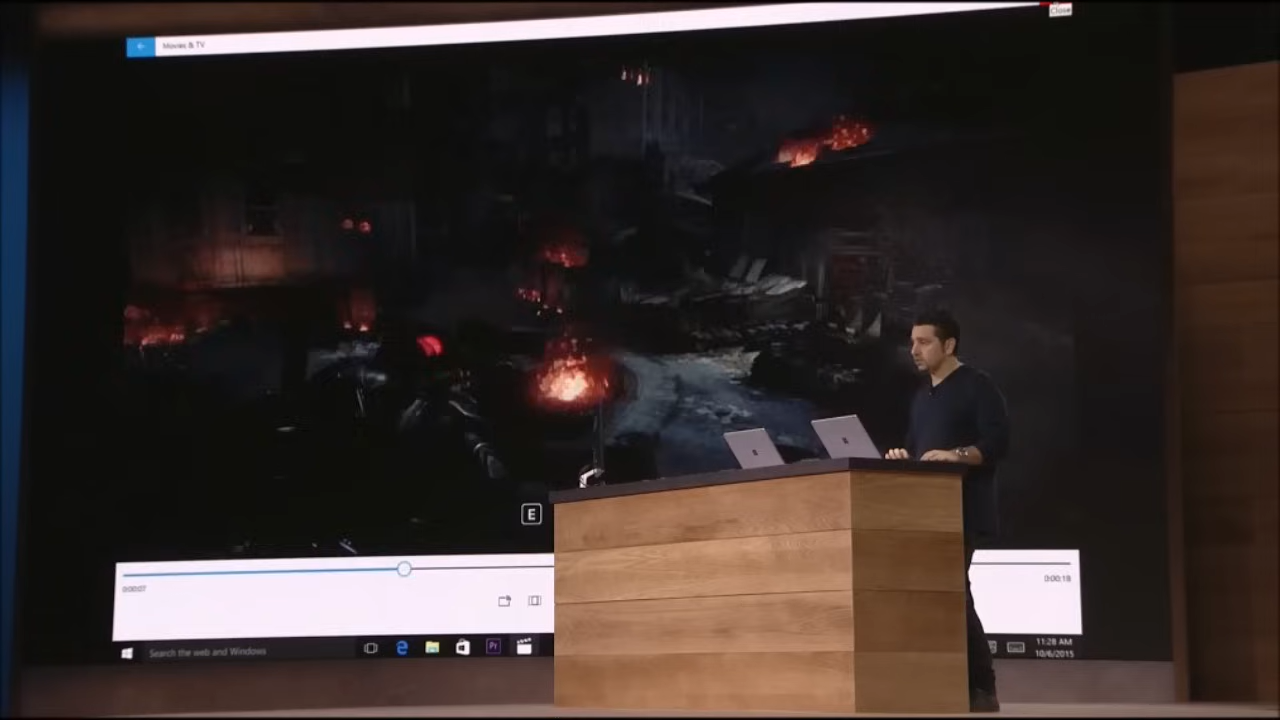 Close
Movies & TV
E
0:00:07
0:00:18
Search the web and Windows
Pr
11:28 AM
10/6/2015